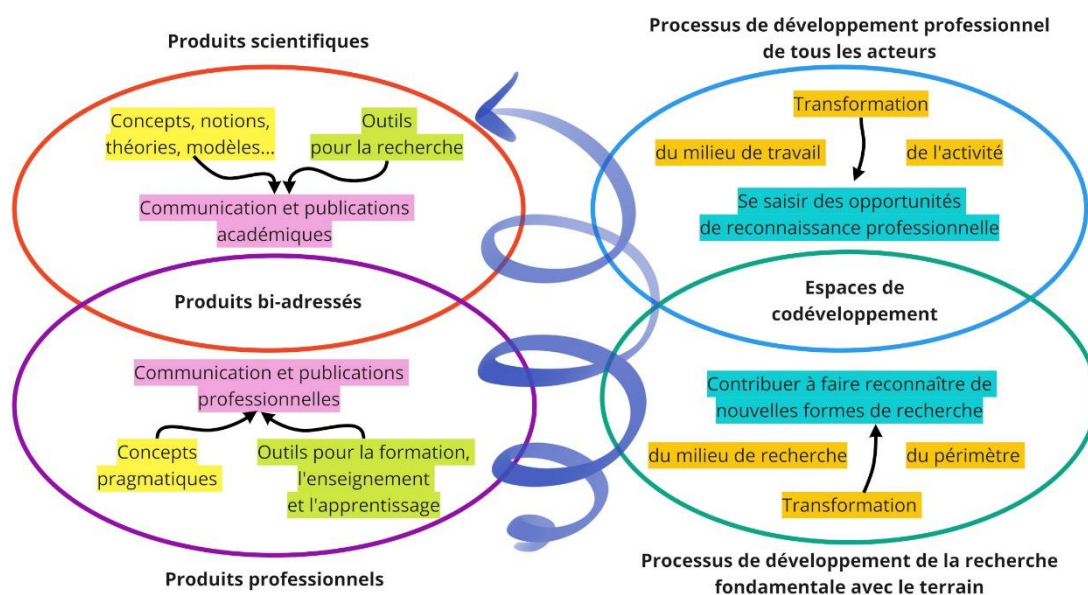 Produits scientifiques
Concepts, notions,
théories, modèles...
Outils
pour la recherche
Communication et publications
académiques
Produits bi-adressés
Communication et publications
professionnelles
Concepts
pragmatiques
Outils pour la formation,
l'enseignement
et l'apprentissage
Produits professionnels
Processus de développement professionnel
de tous les acteurs
Transformation
du milieu de travail
de l'activité
Se saisir des opportunités
de reconnaissance professionnelle
Espaces de
codéveloppement
Contribuer à faire reconnaître de
nouvelles formes de recherche
du milieu de recherche
du périmètre
Transformation
Processus de développement de la recherche
fondamentale avec le terrain